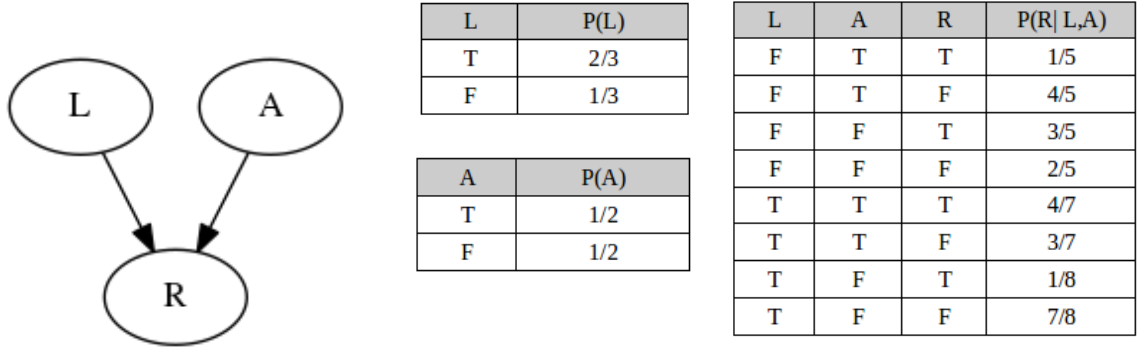 L
A
R
L P(L)
T 2/3
F 1/3
A P(A)
T 1/2
F 1/2
L A R P(R| L,A)
F T T 1/5
F T F 4/5
F F T 3/5
F F F 2/5
T T T 4/7
T T F 3/7
T F T 1/8
T F F 7/8